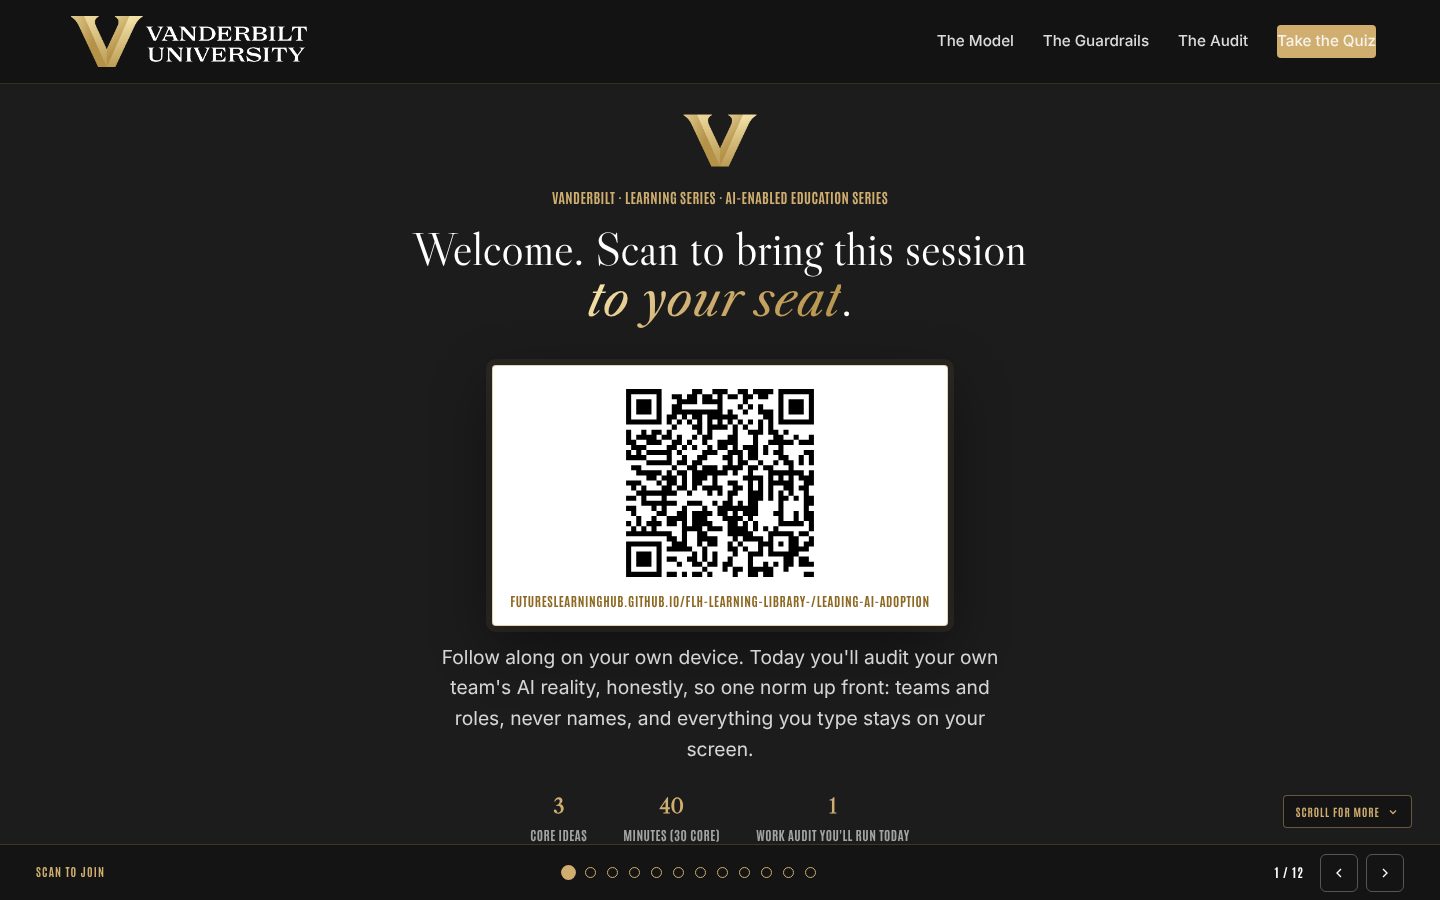 VANDERBILT
UNIVERSITY
The Model
The Guardrails
The Audit
Take the Quiz
VANDERBILT · LEARNING SERIES · AI-ENABLED EDUCATION SERIES
Welcome. Scan to bring this session
to your seat.
FUTURESLEARNINGHUB.GITHUB.IO/FLH-LEARNING-LIBRARY-/LEADING-AI-ADOPTION
Follow along on your own device. Today you'll audit your own
team's AI reality, honestly, so one norm up front: teams and
roles, never names, and everything you type stays on your
screen.
3
CORE IDEAS
40
MINUTES (30 CORE)
1
WORK AUDIT YOU'LL RUN TODAY
SCROLL FOR MORE
SCAN TO JOIN
1 / 12